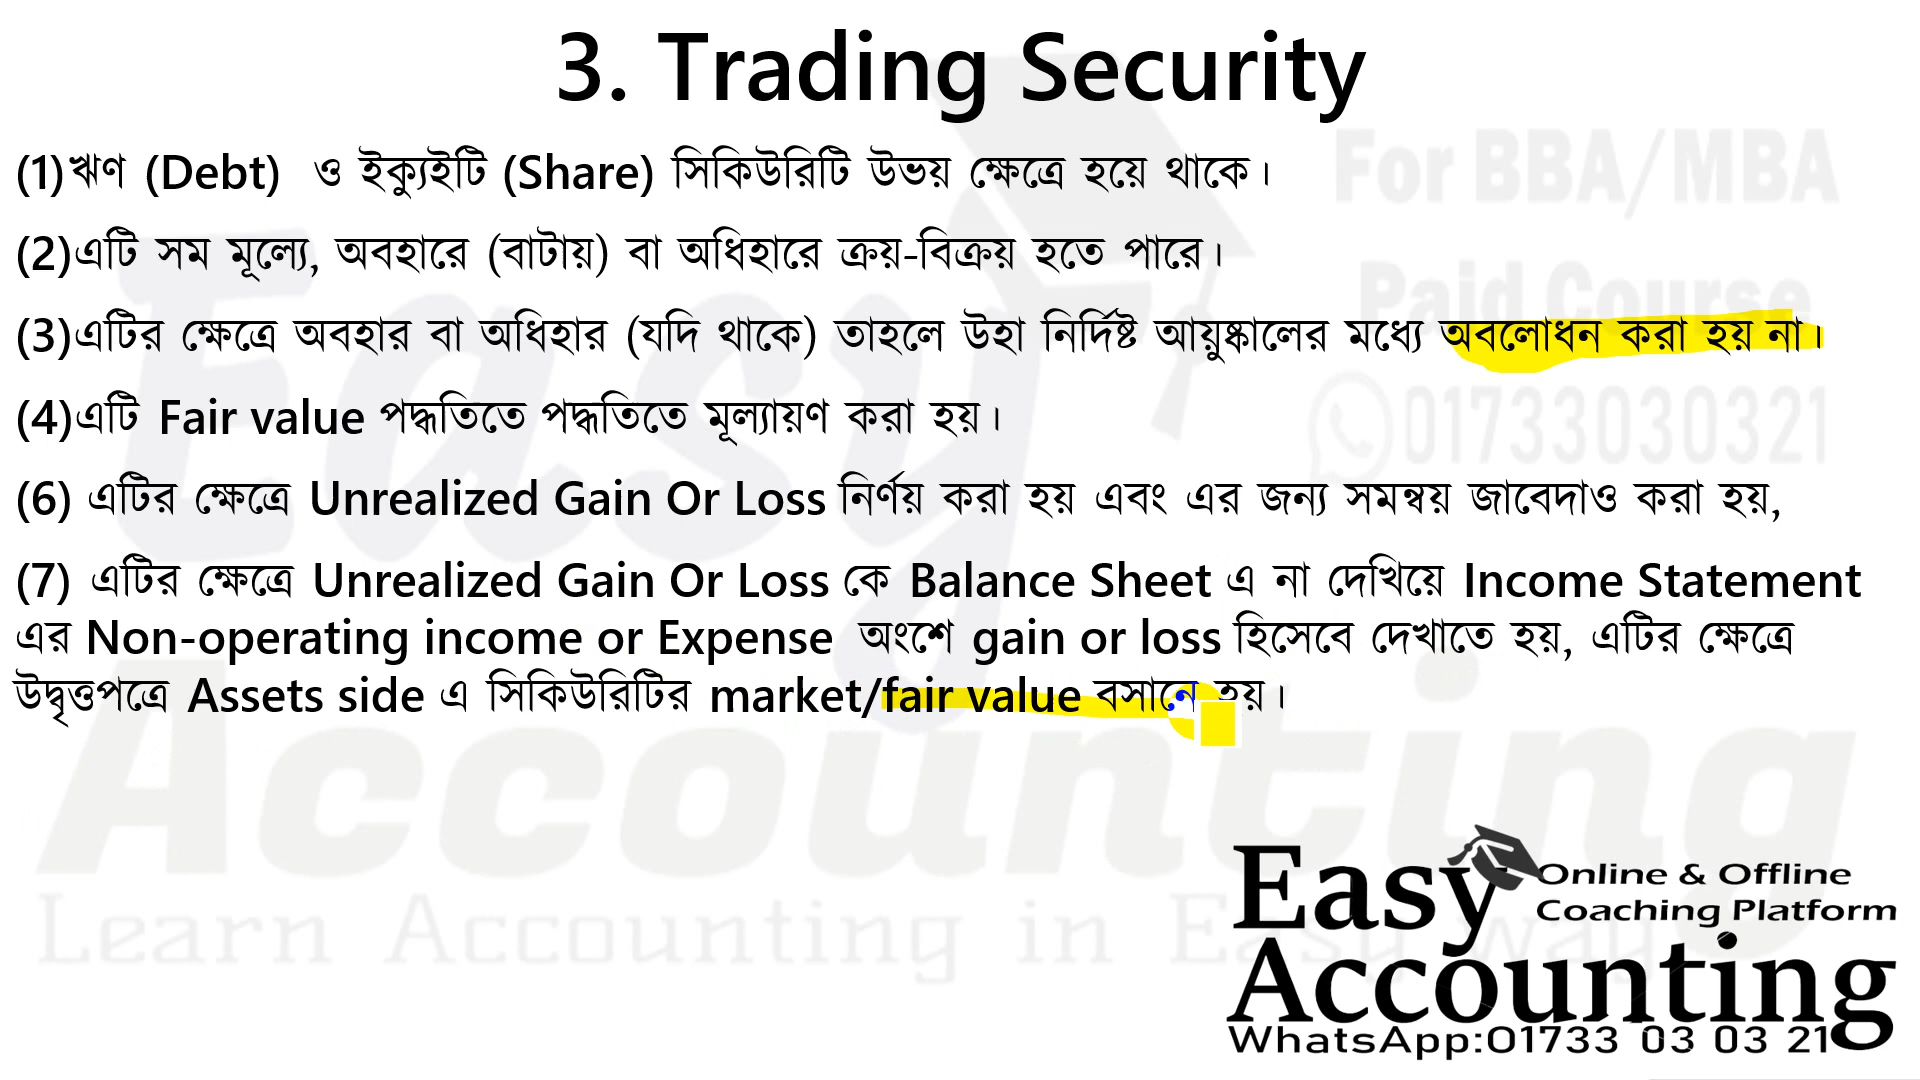 3. Trading Security
(1)ঋণ (Debt) ও ইক্যুইটি (Share) সিকিউরিটি উভয় ক্ষেত্রে হয়ে থাকে।
For BBA/MBA
(2)এটি সম মূল্যে, অবহারে (বাটায়) বা অধিহারে ক্রয়-বিক্রয় হতে পারে।
Paid Course
(3)এটির ক্ষেত্রে অবহার বা অধিহার (যদি থাকে) তাহলে উহা নির্দিষ্ট আয়ুষ্কালের মধ্যে অবলোধন করা হয় না।
(4)এটি Fair value পদ্ধতিতে পদ্ধতিতে মূল্যায়ণ করা হয়।
01733030321
(6) এটির ক্ষেত্রে Unrealized Gain Or Loss নির্ণয় করা হয় এবং এর জন্য সমন্বয় জাবেদাও করা হয়,
(7) এটির ক্ষেত্রে Unrealized Gain Or Loss কে Balance Sheet এ না দেখিয়ে Income Statement
এর Non-operating income or Expense অংশে gain or loss হিসেবে দেখাতে হয়, এটির ক্ষেত্রে
উদ্বৃত্তপত্রে Assets side এ সিকিউরিটির market/fair value বসানে হয়।
Easy
Accounting
Learn Accounting in Easy way
Easy
Online & Offline
Coaching Platform
Accounting
WhatsApp:01733 03 03 21